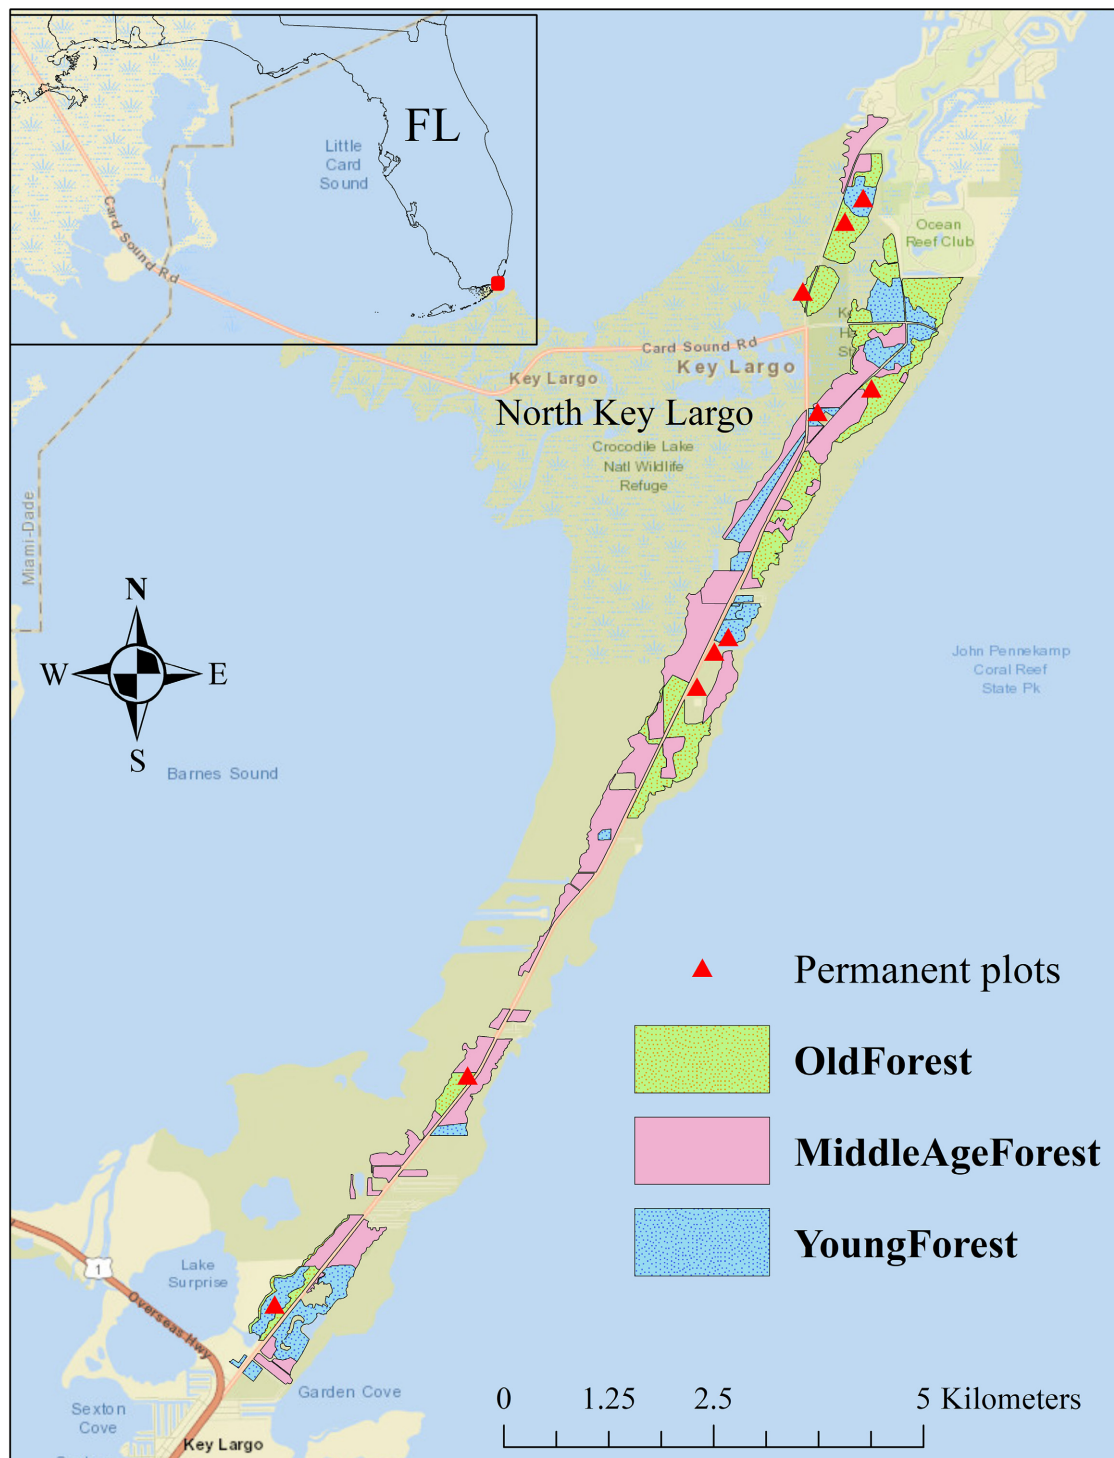 FL
Little
Card
Sound
Card Sound Rd
Ocean
Reef Club
Card Sound Rd
Key Largo
Key Largo
North Key Largo
Crocodile Lake
Natl Wildlife
Refuge
Miami-Dade
N
W
E
S
John Pennekamp
Coral Reef
State Pk
Barnes Sound
Permanent plots
OldForest
MiddleAgeForest
YoungForest
1
Lake
Surprise
Overseas Hwy
Garden Cove
Sexton
Cove
Key Largo
0 1.25 2.5 5 Kilometers